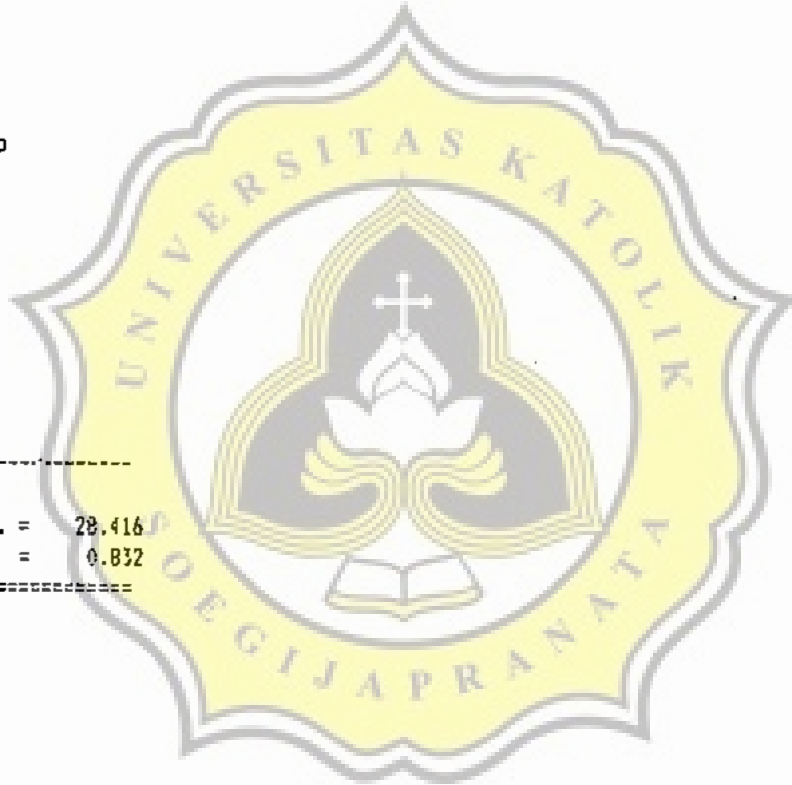 p
UNIVERSITAS KATOLIK
. = 28.416
= 0.832
SOEGIJAPRANATA